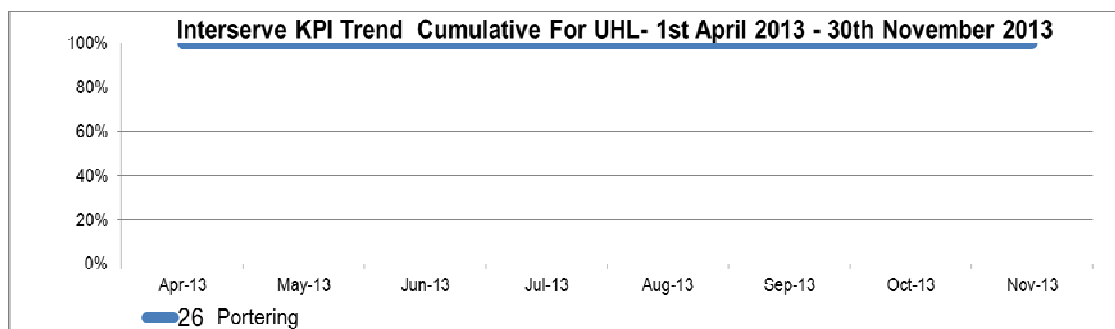 Interserve KPI Trend Cumulative For UHL- 1st April 2013 - 30th November 2013
100%
80%
60%
40%
20%
0%
Apr-13 May-13 Jun-13 Jul-13 Aug-13 Sep-13 Oct-13 Nov-13
26 Portering